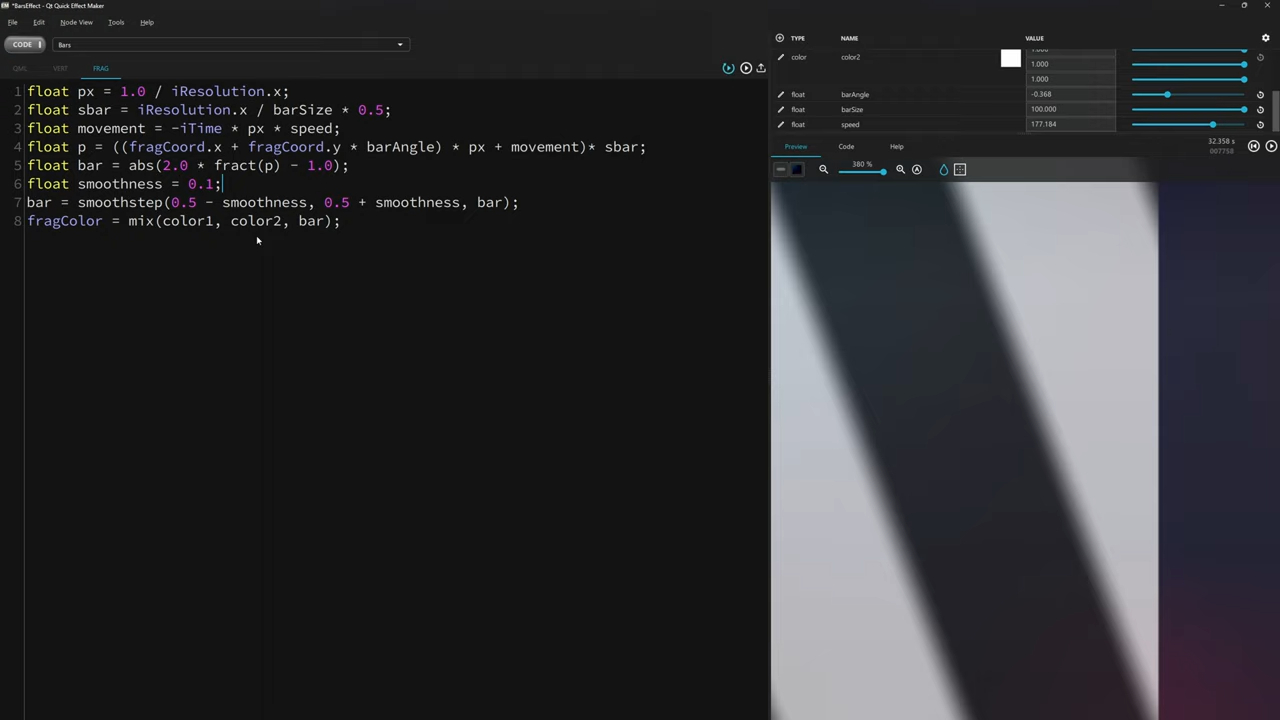 *BarsEffect - Qt Quick Effect Maker
File Edit Node View Tools Help
CODE Bars
QML VERT FRAG
1 float px = 1.0 / iResolution.x;
2 float sbar = iResolution.x / barSize * 0.5;
3 float movement = -iTime * px * speed;
4 float p = ((fragCoord.x + fragCoord.y * barAngle) * px + movement)* sbar;
5 float bar = abs(2.0 * fract(p) - 1.0);
6 float smoothness = 0.1;
7 bar = smoothstep(0.5 - smoothness, 0.5 + smoothness, bar);
8 fragColor = mix(color1, color2, bar);
TYPE NAME VALUE
color color2
1.000
1.000
float barAngle -0.368
float barSize 100.000
float speed 177.184
Preview Code Help
32.358 s
007758
380 %